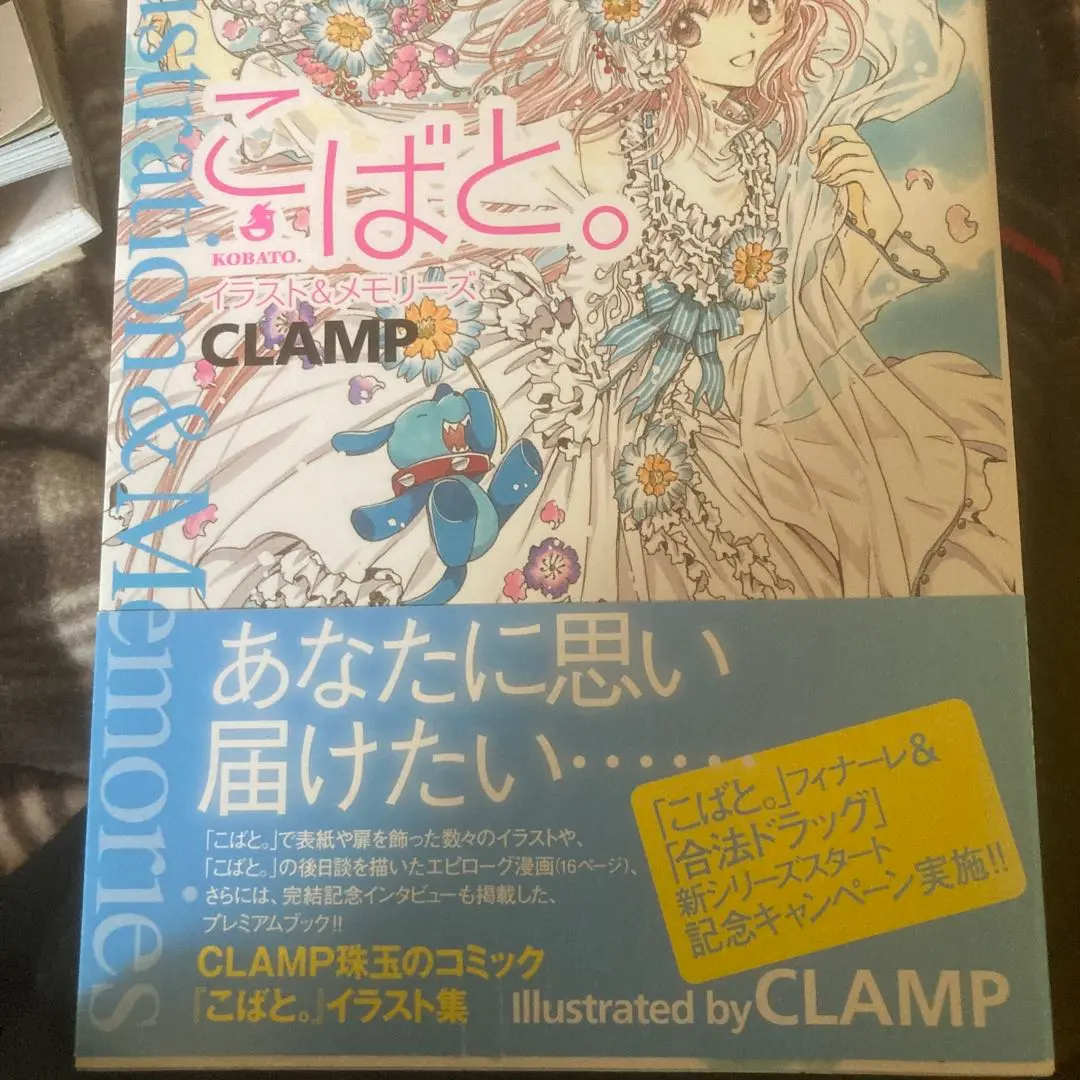 ustration & Memories
こばと。
KOBATO.
イラスト&メモリーズ
CLAMP
あなたに思い
届けたい……
「こばと。」で表紙や扉を飾った数々のイラストや、
「こばと。」の後日談を描いたエピローグ漫画(16ページ)、
さらには、完結記念インタビューも掲載した、
プレミアムブック!!
CLAMP珠玉のコミック
『こばと。』イラスト集
「こばと。」フィナーレ&
「合法ドラッグ」
新シリーズスタート
記念キャンペーン実施!!
Illustrated by CLAMP